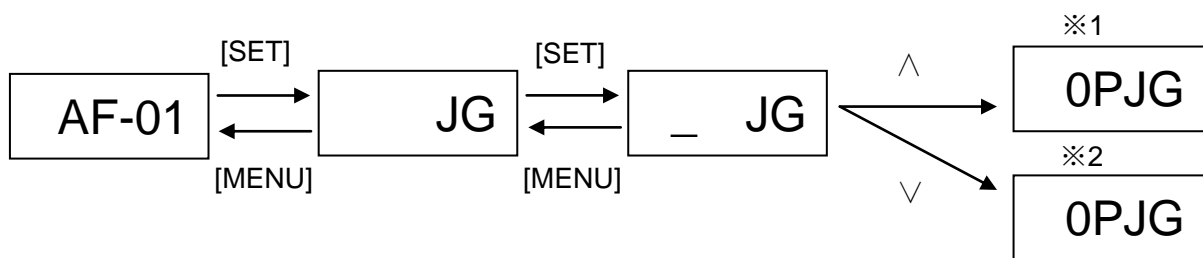 ※1
[SET] [SET] ∧ 0PJG
AF-01 JG _ JG
※2
[MENU] [MENU] ∨ 0PJG